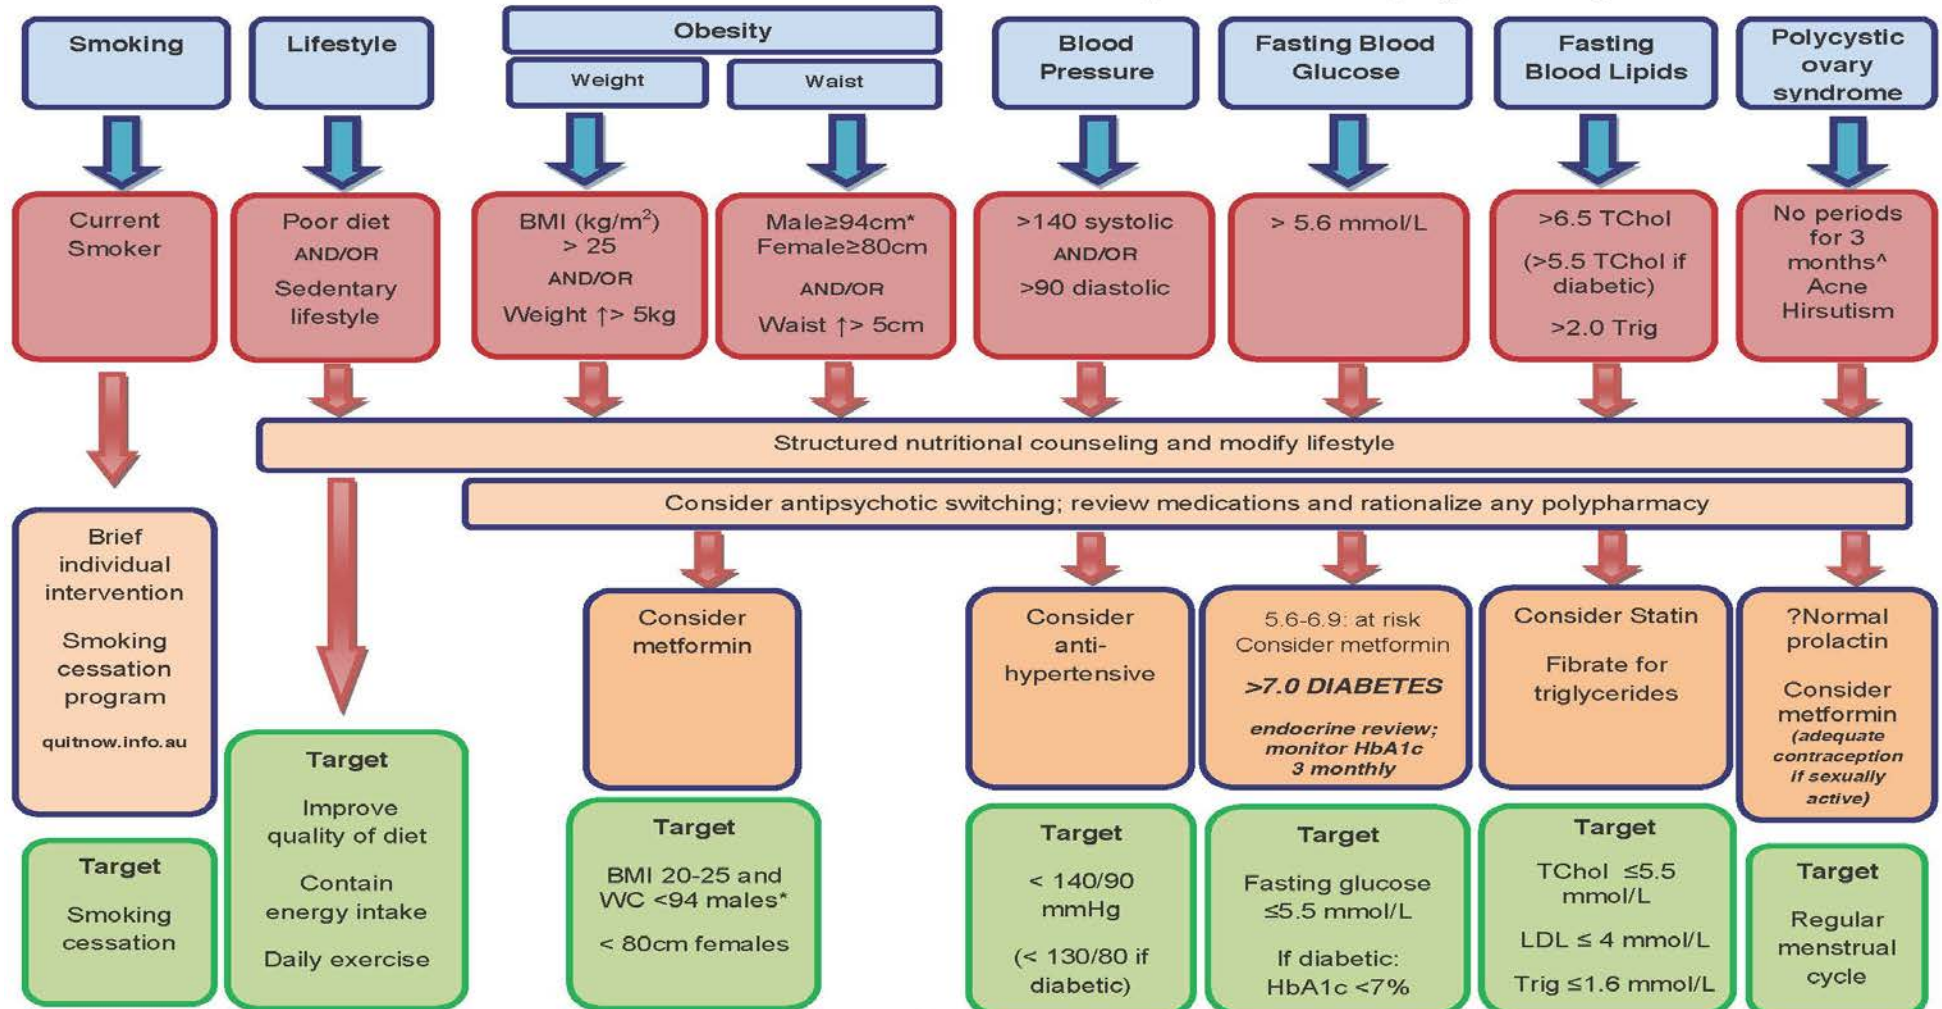 Smoking
Lifestyle
Obesity
Weight
Waist
Blood
Pressure
Fasting Blood
Glucose
Fasting
Blood Lipids
Polycystic
ovary
syndrome
Current
Smoker
Poor diet
AND/OR
Sedentary
lifestyle
BMI (kg/m²)
> 25
AND/OR
Weight ↑> 5kg
Male≥94cm*
Female≥80cm
AND/OR
Waist ↑> 5cm
>140 systolic
AND/OR
>90 diastolic
> 5.6 mmol/L
>6.5 TChol
(>5.5 TChol if
diabetic)
>2.0 Trig
No periods
for 3
months^
Acne
Hirsutism
Structured nutritional counseling and modify lifestyle
Consider antipsychotic switching; review medications and rationalize any polypharmacy
Brief
individual
intervention
Smoking
cessation
program
quitnow.info.au
Consider
metformin
Consider
anti-
hypertensive
5.6-6.9: at risk
Consider metformin
>7.0 DIABETES
endocrine review;
monitor HbA1c
3 monthly
Consider Statin
Fibrate for
triglycerides
?Normal
prolactin
Consider
metformin
(adequate
contraception
if sexually
active)
Target
Smoking
cessation
Target
Improve
quality of diet
Contain
energy intake
Daily exercise
Target
BMI 20-25 and
WC <94 males*
< 80cm females
Target
< 140/90
mmHg
(< 130/80 if
diabetic)
Target
Fasting glucose
≤5.5 mmol/L
If diabetic:
HbA1c <7%
Target
TChol ≤5.5
mmol/L
LDL ≤ 4 mmol/L
Trig ≤1.6 mmol/L
Target
Regular
menstrual
cycle